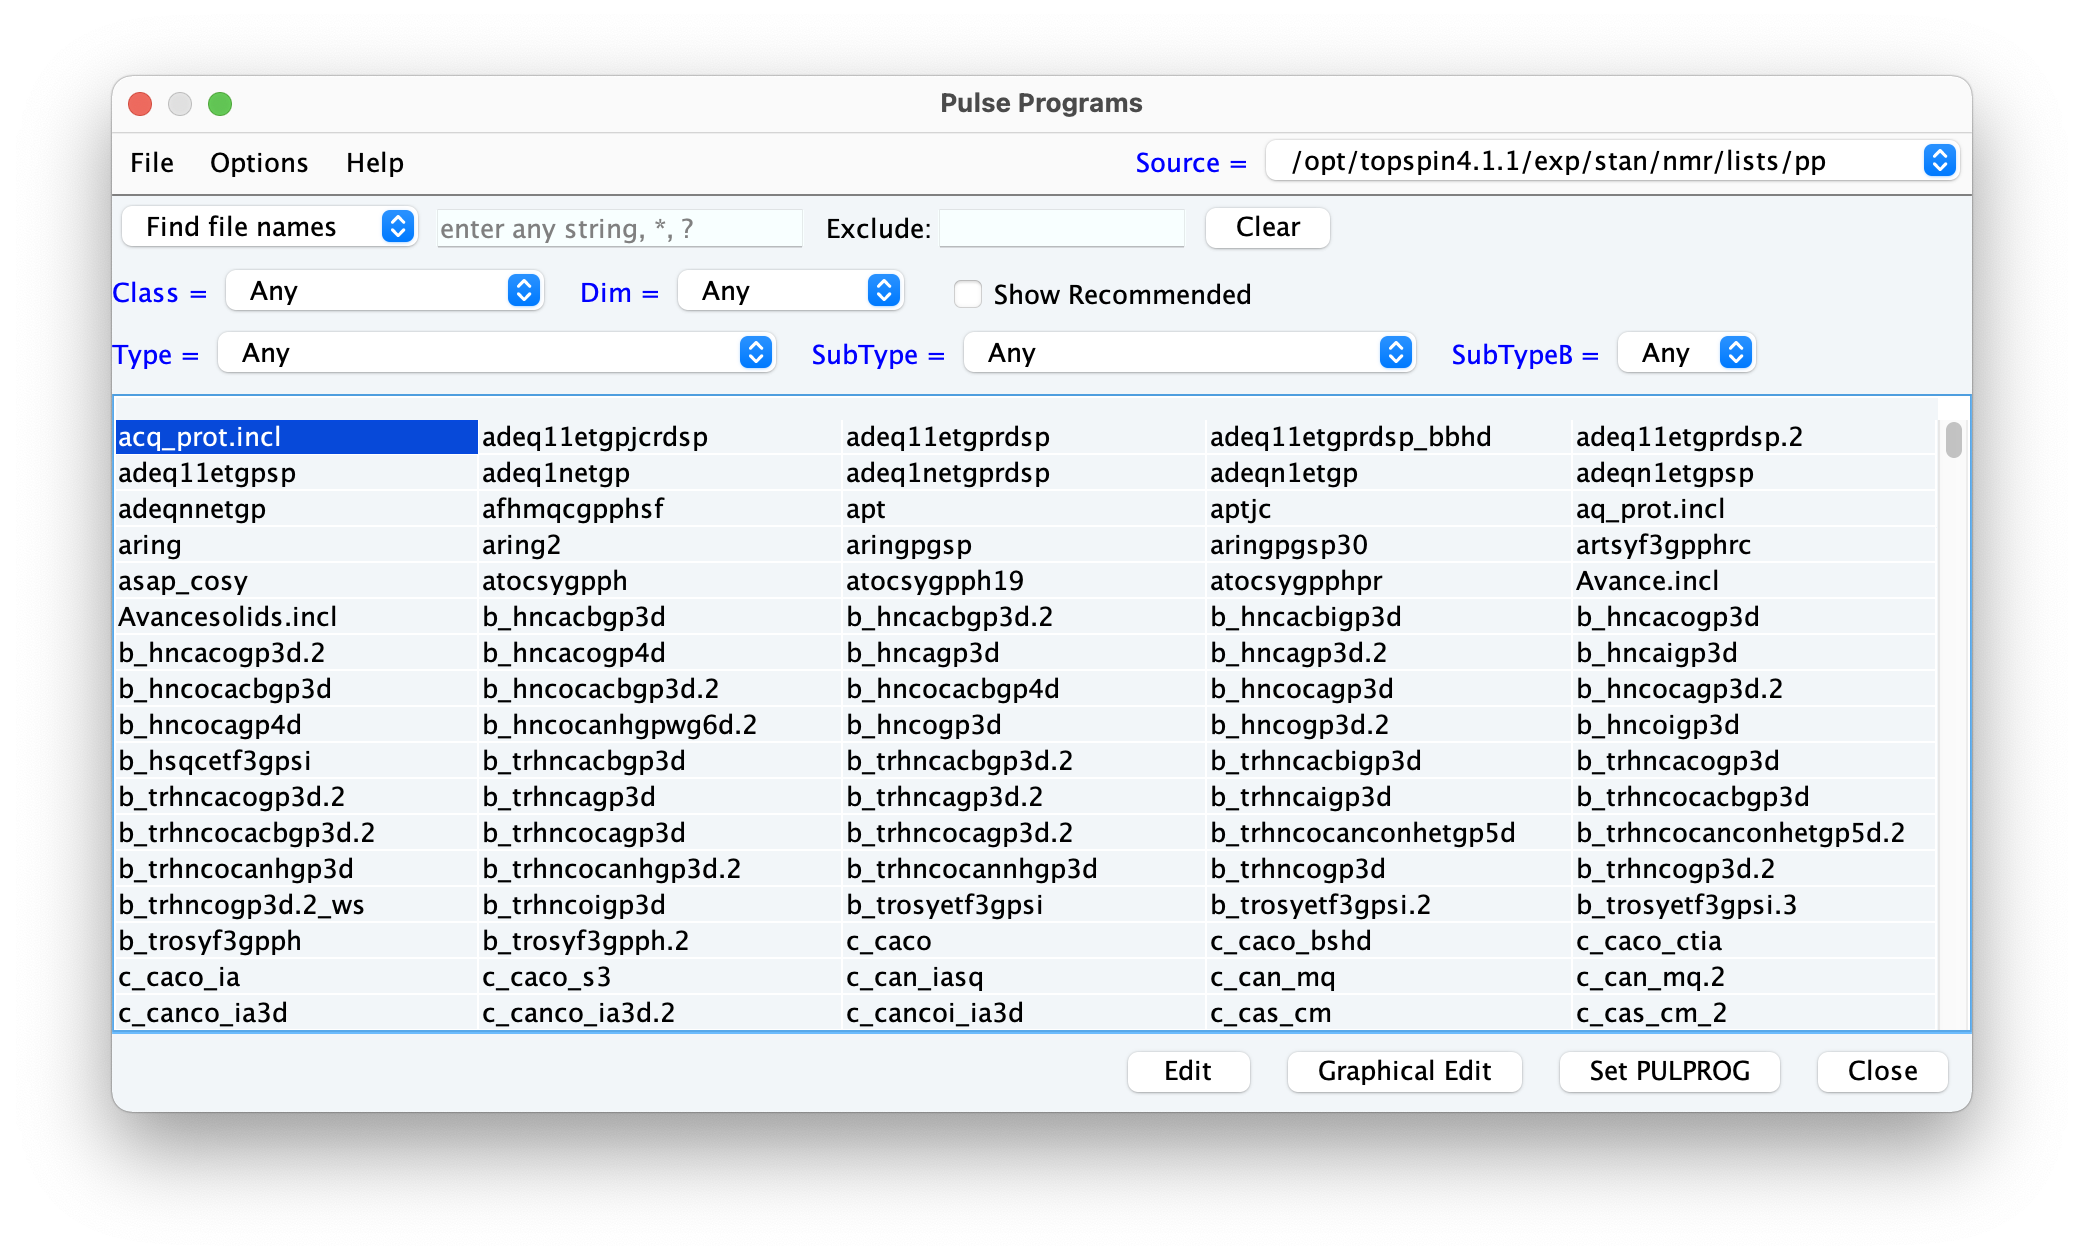 Pulse Programs
File Options Help Source = /opt/topspin4.1.1/exp/stan/nmr/lists/pp
Find file names enter any string, *, ? Exclude: Clear
Class = Any Dim = Any Show Recommended
Type = Any SubType = Any SubTypeB = Any
acq_prot.incl adeq11etgpjcrdsp adeq11etgprdsp adeq11etgprdsp_bbhd adeq11etgprdsp.2
adeq11etgpsp adeq1netgp adeq1netgprdsp adeqn1etgp adeqn1etgpsp
adeqnnetgp afhmqcgpphsf apt aptjc aq_prot.incl
aring aring2 aringpgsp aringpgsp30 artsyf3gpphrc
asap_cosy atocsygpph atocsygpph19 atocsygpphpr Avance.incl
Avancesolids.incl b_hncacbgp3d b_hncacbgp3d.2 b_hncacbigp3d b_hncacogp3d
b_hncacogp3d.2 b_hncacogp4d b_hncagp3d b_hncagp3d.2 b_hncaigp3d
b_hncocacbgp3d b_hncocacbgp3d.2 b_hncocacbgp4d b_hncocagp3d b_hncocagp3d.2
b_hncocagp4d b_hncocanhgpwg6d.2 b_hncogp3d b_hncogp3d.2 b_hncoigp3d
b_hsqcetf3gpsi b_trhncacbgp3d b_trhncacbgp3d.2 b_trhncacbigp3d b_trhncacogp3d
b_trhncacogp3d.2 b_trhncagp3d b_trhncagp3d.2 b_trhncaigp3d b_trhncocacbgp3d
b_trhncocacbgp3d.2 b_trhncocagp3d b_trhncocagp3d.2 b_trhncocanconhetgp5d b_trhncocanconhetgp5d.2
b_trhncocanhgp3d b_trhncocanhgp3d.2 b_trhncocannhgp3d b_trhncogp3d b_trhncogp3d.2
b_trhncogp3d.2_ws b_trhncoigp3d b_trosyetf3gpsi b_trosyetf3gpsi.2 b_trosyetf3gpsi.3
b_trosyf3gpph b_trosyf3gpph.2 c_caco c_caco_bshd c_caco_ctia
c_caco_ia c_caco_s3 c_can_iasq c_can_mq c_can_mq.2
c_canco_ia3d c_canco_ia3d.2 c_cancoi_ia3d c_cas_cm c_cas_cm_2
Edit Graphical Edit Set PULPROG Close